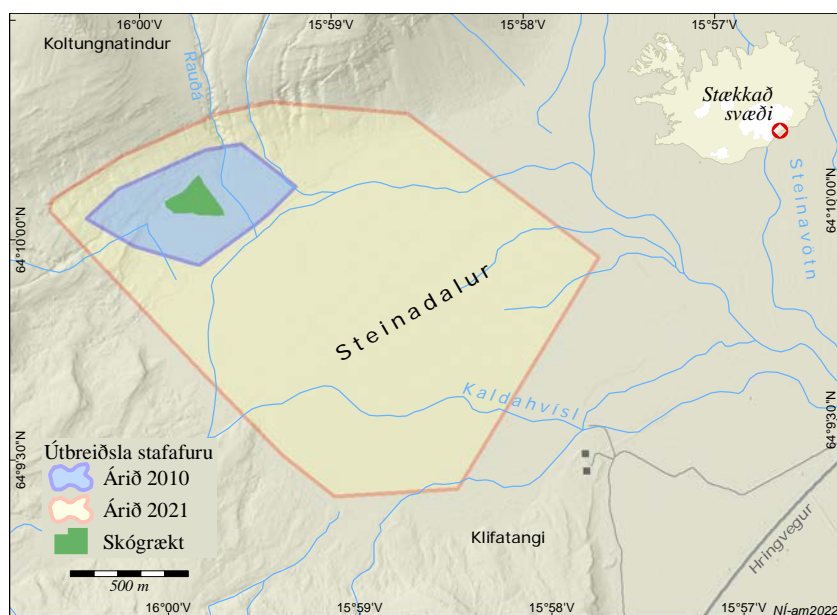 16°00'V 15°59'V 15°58'V 15°57'V
Koltungnatindur
Rauðá
Stækkað
svæði
Steinavötn
64°10'00"N
64°10'00"N
Steinadalur
Kaldahvísl
64°9'30"N
64°9'30"N
Útbreiðsla stafafuru
Árið 2010
Árið 2021
Skógrækt
500 m
Klifatangi
Hringvegur
16°00'V 15°59'V 15°58'V 15°57'V
NÍ-am2022